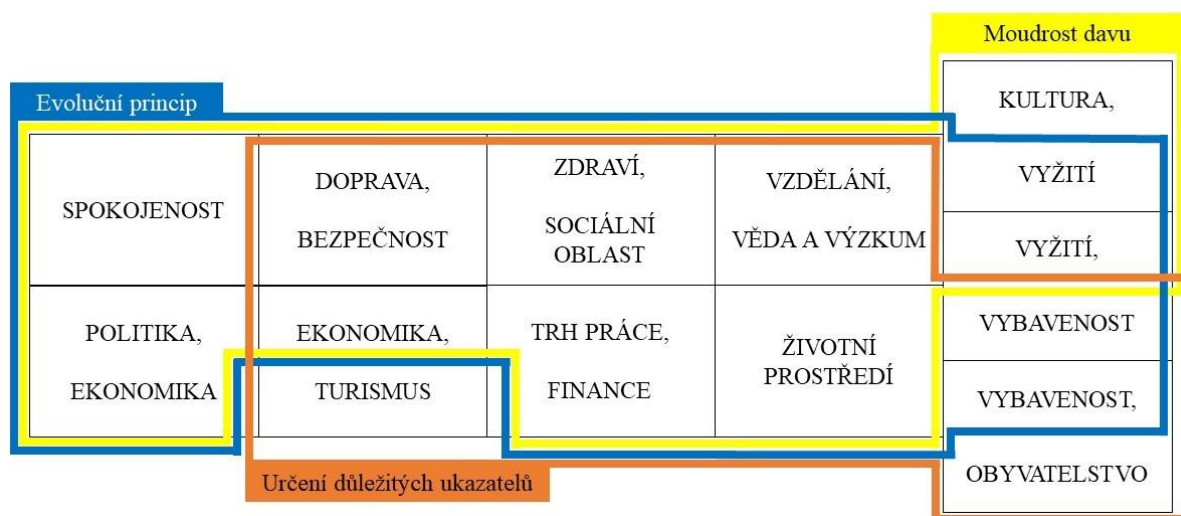 Moudrost davu
Evoluční princip
KULTURA,
SPOKOJENOST
DOPRAVA,
BEZPEČNOST
ZDRAVÍ,
SOCIÁLNÍ
OBLAST
VZDĚLÁNÍ,
VĚDA A VÝZKUM
VYŽITÍ
VYŽITÍ,
POLITIKA,
EKONOMIKA
EKONOMIKA,
TURISMUS
TRH PRÁCE,
FINANCE
ŽIVOTNÍ
PROSTŘEDÍ
VYBAVENOST
VYBAVENOST,
OBYVATELSTVO
Určení důležitých ukazatelů